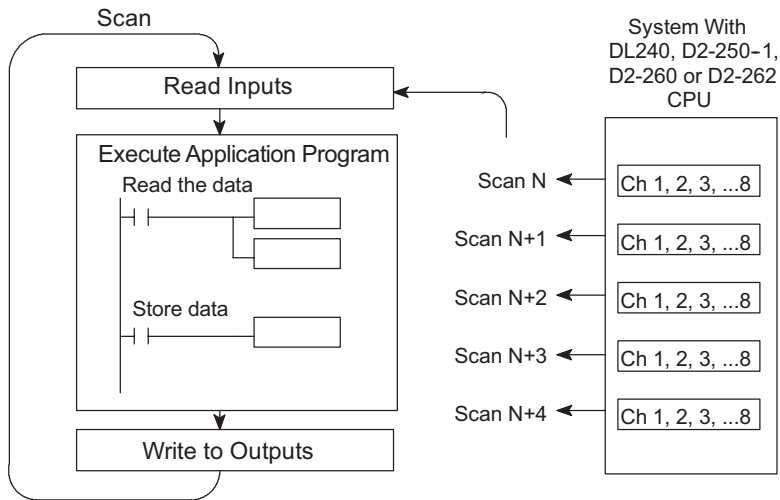 Scan
System With
DL240, D2-250-1,
D2-260 or D2-262
CPU
Read Inputs
Execute Application Program
Read the data
Store data
Write to Outputs
Scan N
Ch 1, 2, 3, ...8
Scan N+1
Ch 1, 2, 3, ...8
Scan N+2
Ch 1, 2, 3, ...8
Scan N+3
Ch 1, 2, 3, ...8
Scan N+4
Ch 1, 2, 3, ...8